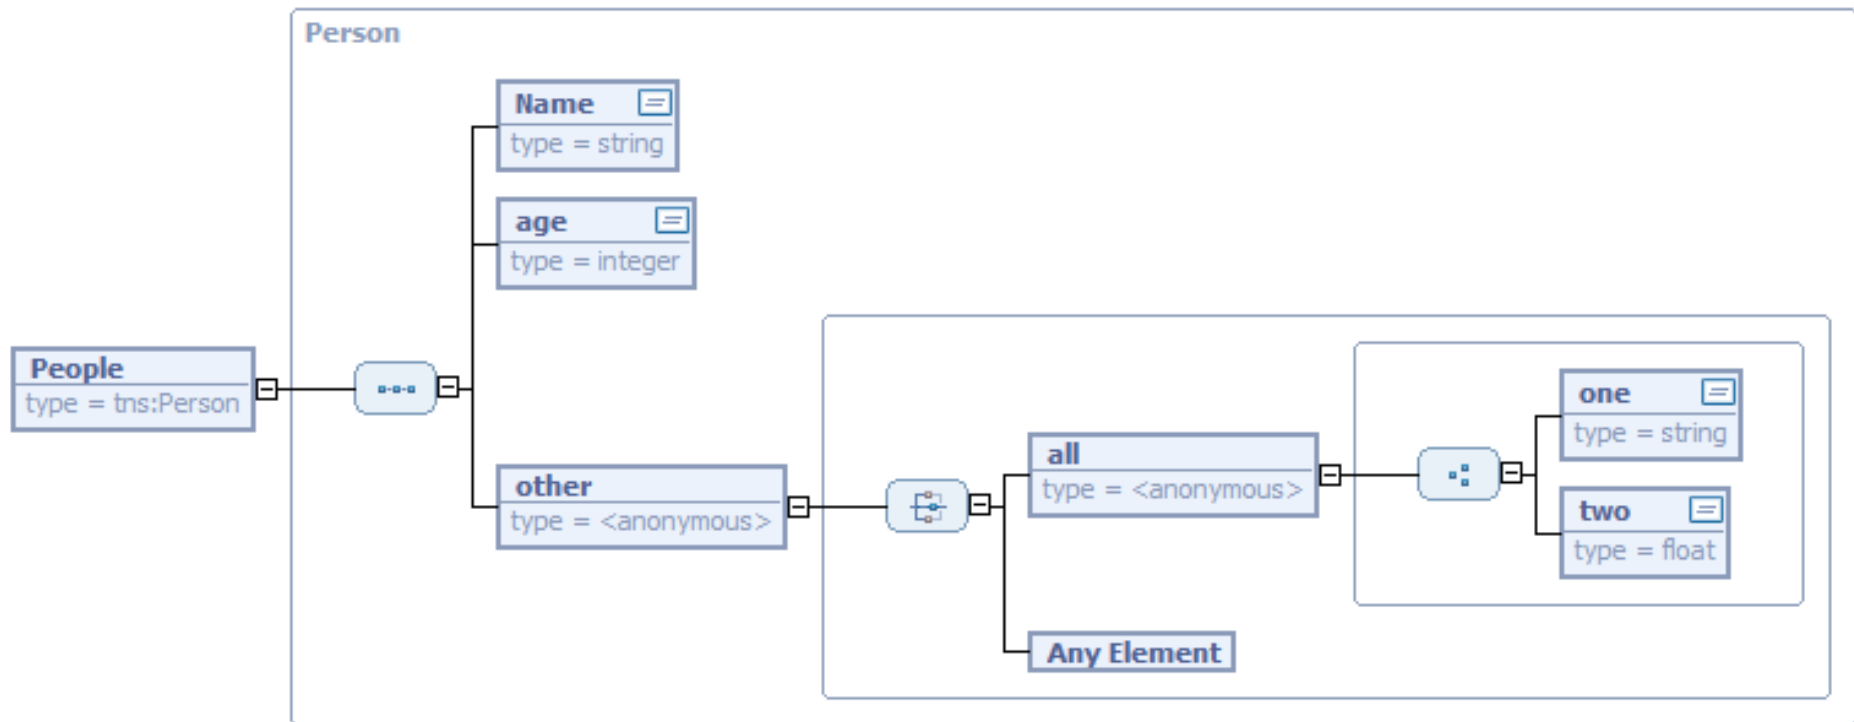 Person
Name
type = string
age
type = integer
People
type = tns:Person
other
type = <anonymous>
all
type = <anonymous>
one
type = string
two
type = float
Any Element